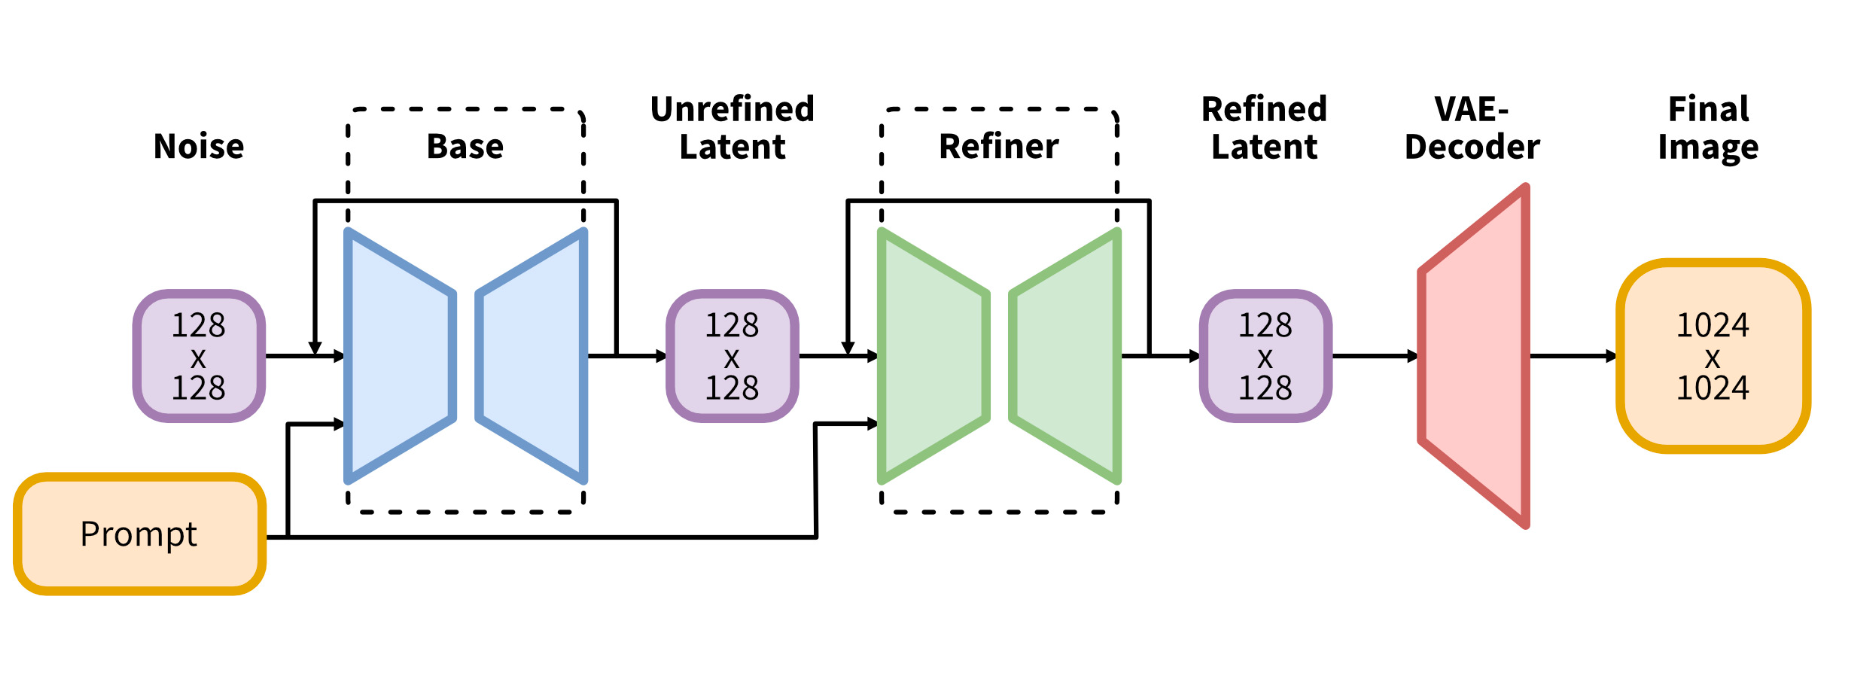 Noise
Base
Unrefined
Latent
Refiner
Refined
Latent
VAE-
Decoder
Final
Image
128
x
128
128
x
128
128
x
128
1024
x
1024
Prompt